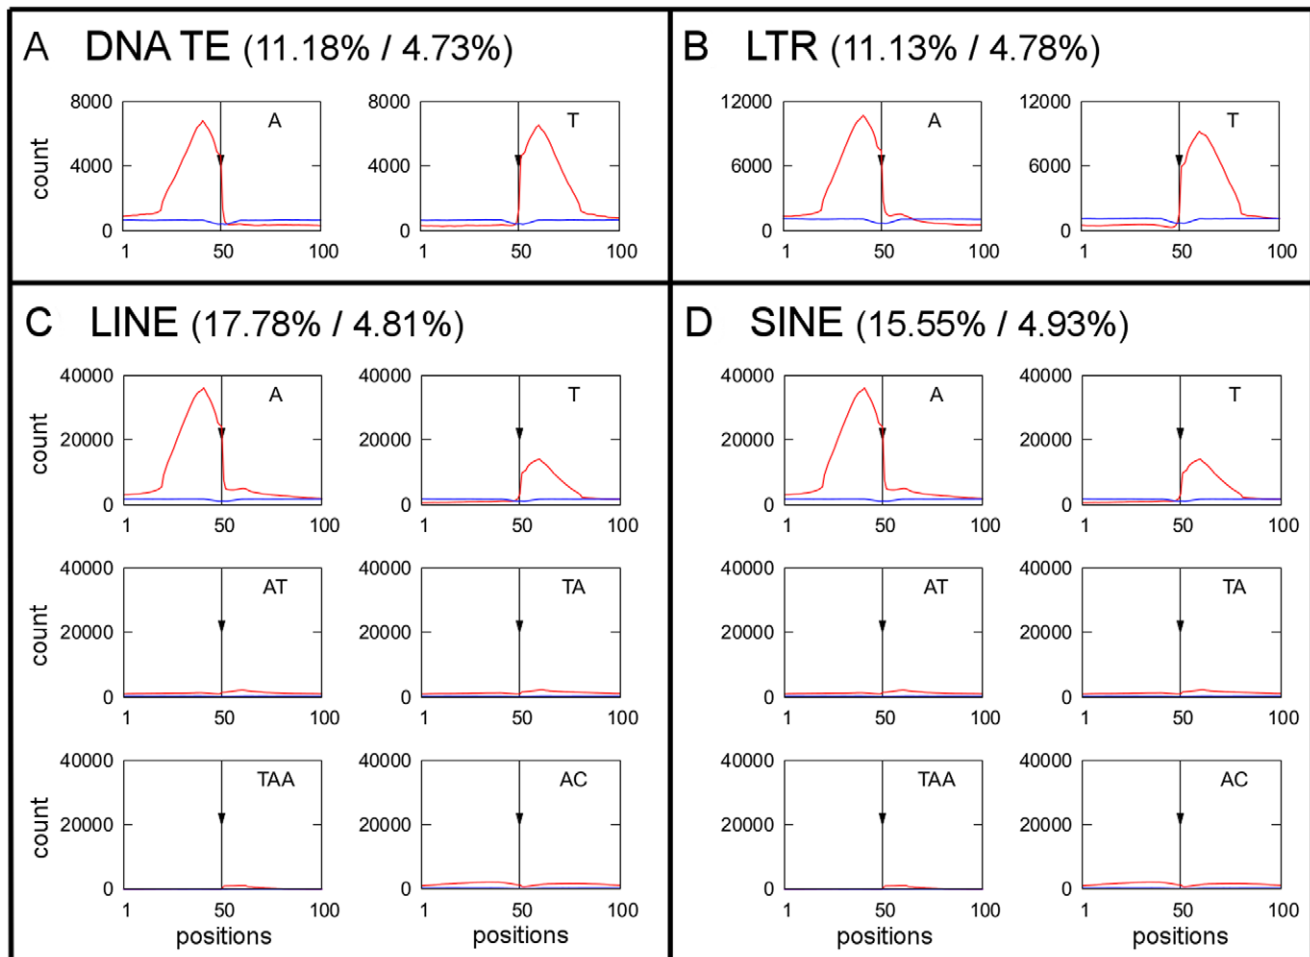 A DNA TE (11.18% / 4.73%)
8000
4000
0
count
A
1 50 100
8000
4000
0
T
1 50 100
B LTR (11.13% / 4.78%)
12000
6000
0
A
1 50 100
12000
6000
0
T
1 50 100
C LINE (17.78% / 4.81%)
40000
20000
0
count
A
1 50 100
40000
20000
0
T
1 50 100
40000
20000
0
count
AT
1 50 100
40000
20000
0
TA
1 50 100
40000
20000
0
count
TAA
1 50 100
positions
40000
20000
0
AC
1 50 100
positions
D SINE (15.55% / 4.93%)
40000
20000
0
A
1 50 100
40000
20000
0
T
1 50 100
40000
20000
0
AT
1 50 100
40000
20000
0
TA
1 50 100
40000
20000
0
TAA
1 50 100
positions
40000
20000
0
AC
1 50 100
positions